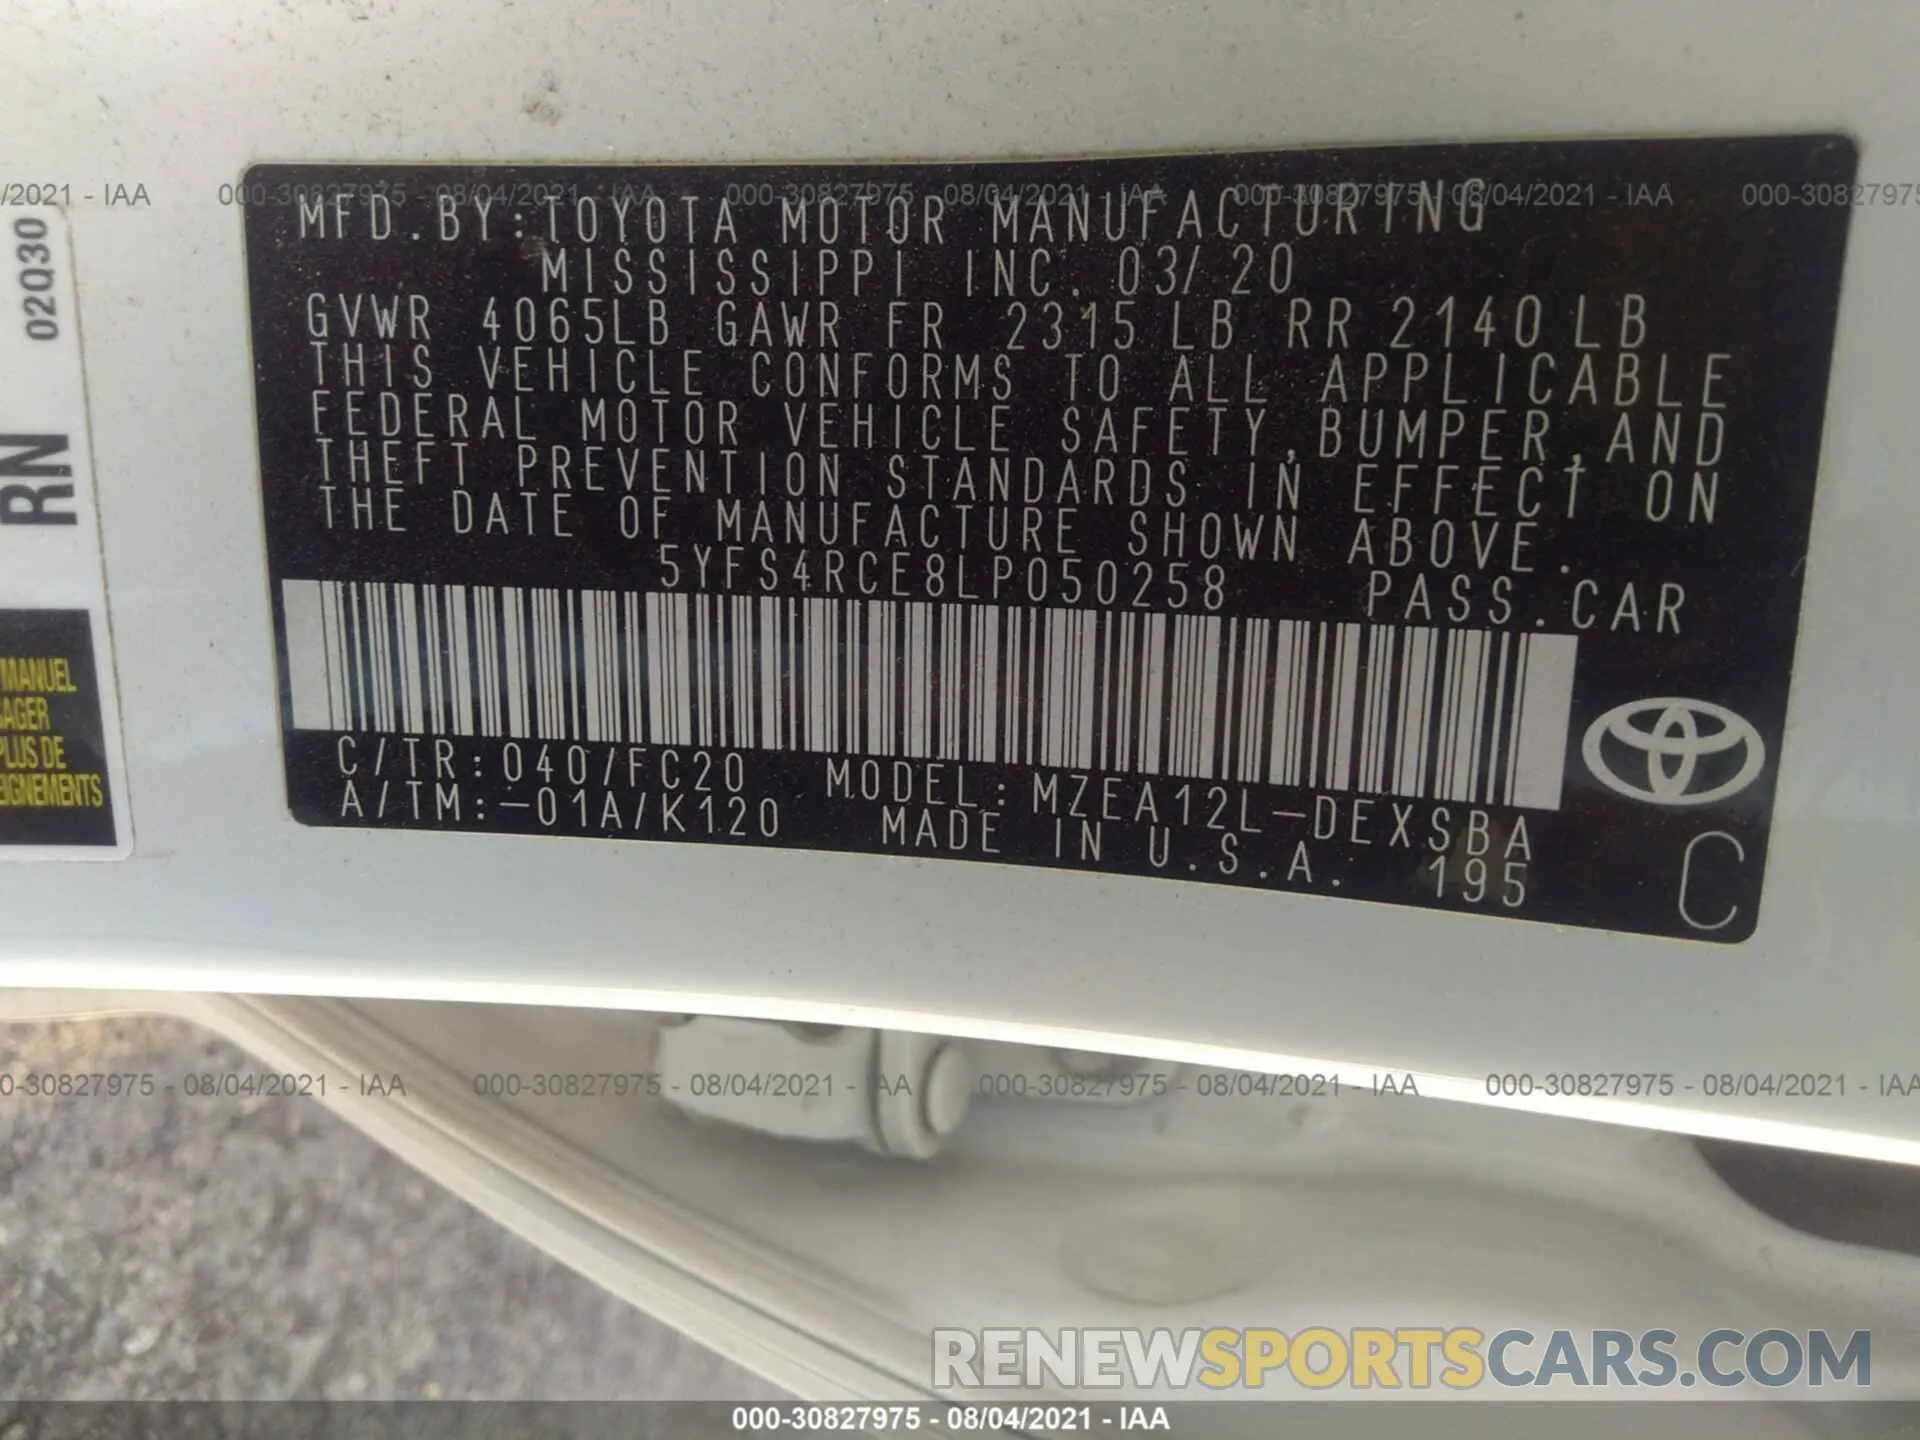 /2021 - IAA 000-30827975 - 08/04/2021 - IAA 000-30827975 - 08/04/2021 - IAA 000-30827975 - 08/04/2021 - IAA 000-30827975
02Q30
RN
MFD.BY:TOYOTA MOTOR MANUFACTURING
MISSISSIPPI INC. 03/20
GVWR 4065LB GAWR FR 2315LB RR 2140LB
THIS VEHICLE CONFORMS TO ALL APPLICABLE
FEDERAL MOTOR VEHICLE SAFETY,BUMPER,AND
THEFT PREVENTION STANDARDS IN EFFECT ON
THE DATE OF MANUFACTURE SHOWN ABOVE.
5YFS4RCE8LP050258 PASS.CAR
C/TR:040/FC20 MODEL:MZEA12L-DEXSBA
A/TM:-01A/K120 MADE IN U.S.A. 195
C
MANUEL
PLUS DE
0-30827975 - 08/04/2021 - IAA 000-30827975 - 08/04/2021 - IAA 000-30827975 - 08/04/2021 - IAA 000-30827975 - 08/04/2021 - IAA
RENEWSPORTSCARS.COM
000-30827975 - 08/04/2021 - IAA